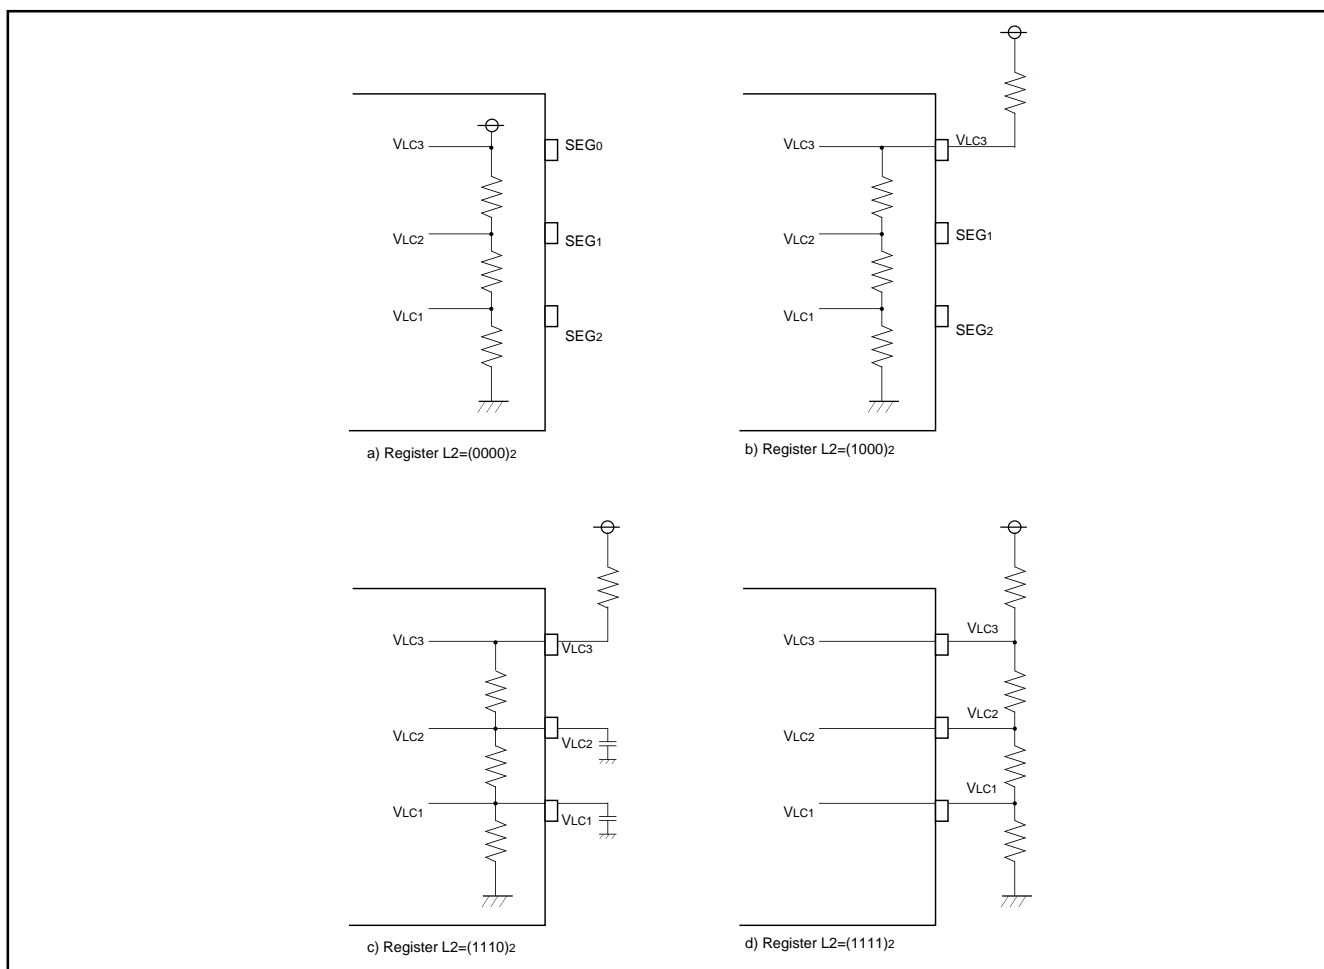 VLC3
SEG0
VLC2
SEG1
VLC1
SEG2
a) Register L2=(0000)2
VLC3
VLC3
VLC2
SEG1
VLC1
SEG2
b) Register L2=(1000)2
VLC3
VLC3
VLC2
VLC2
VLC1
VLC1
c) Register L2=(1110)2
VLC3
VLC3
VLC2
VLC2
VLC1
VLC1
d) Register L2=(1111)2